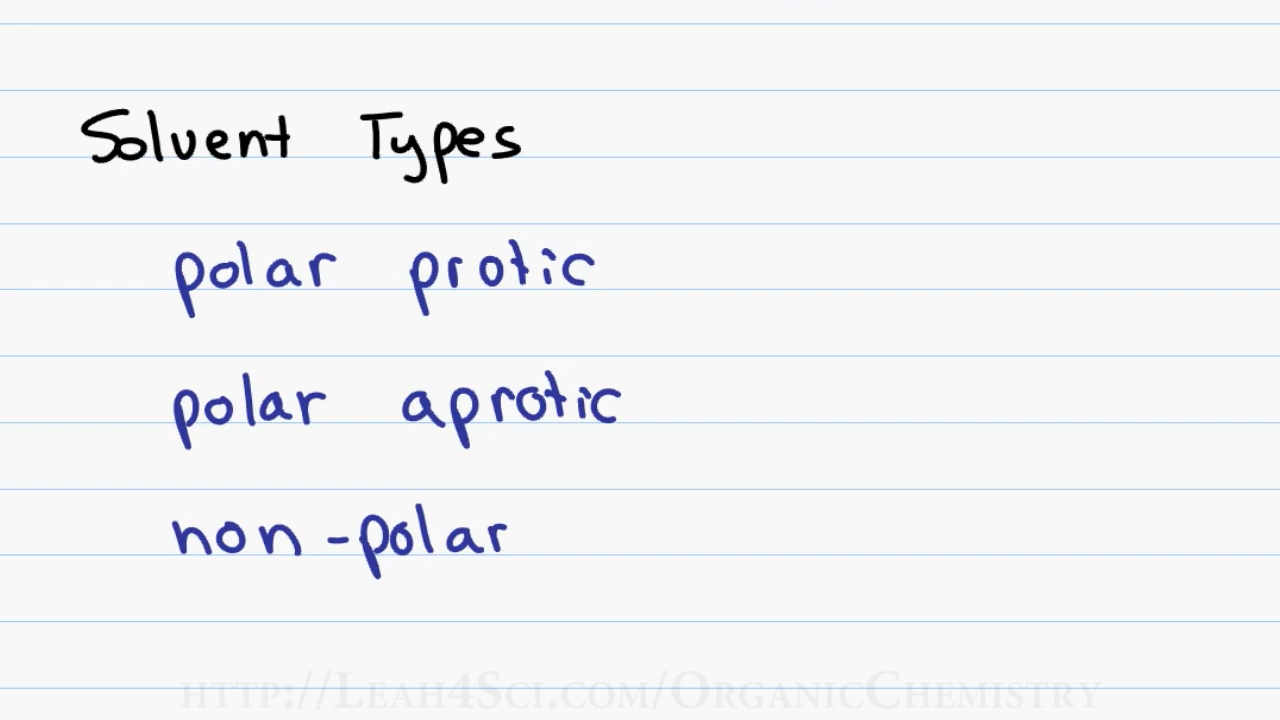 Solvent Types
polar protic
polar aprotic
non-polar
http://Leah4Sci.com/OrganicChemistry